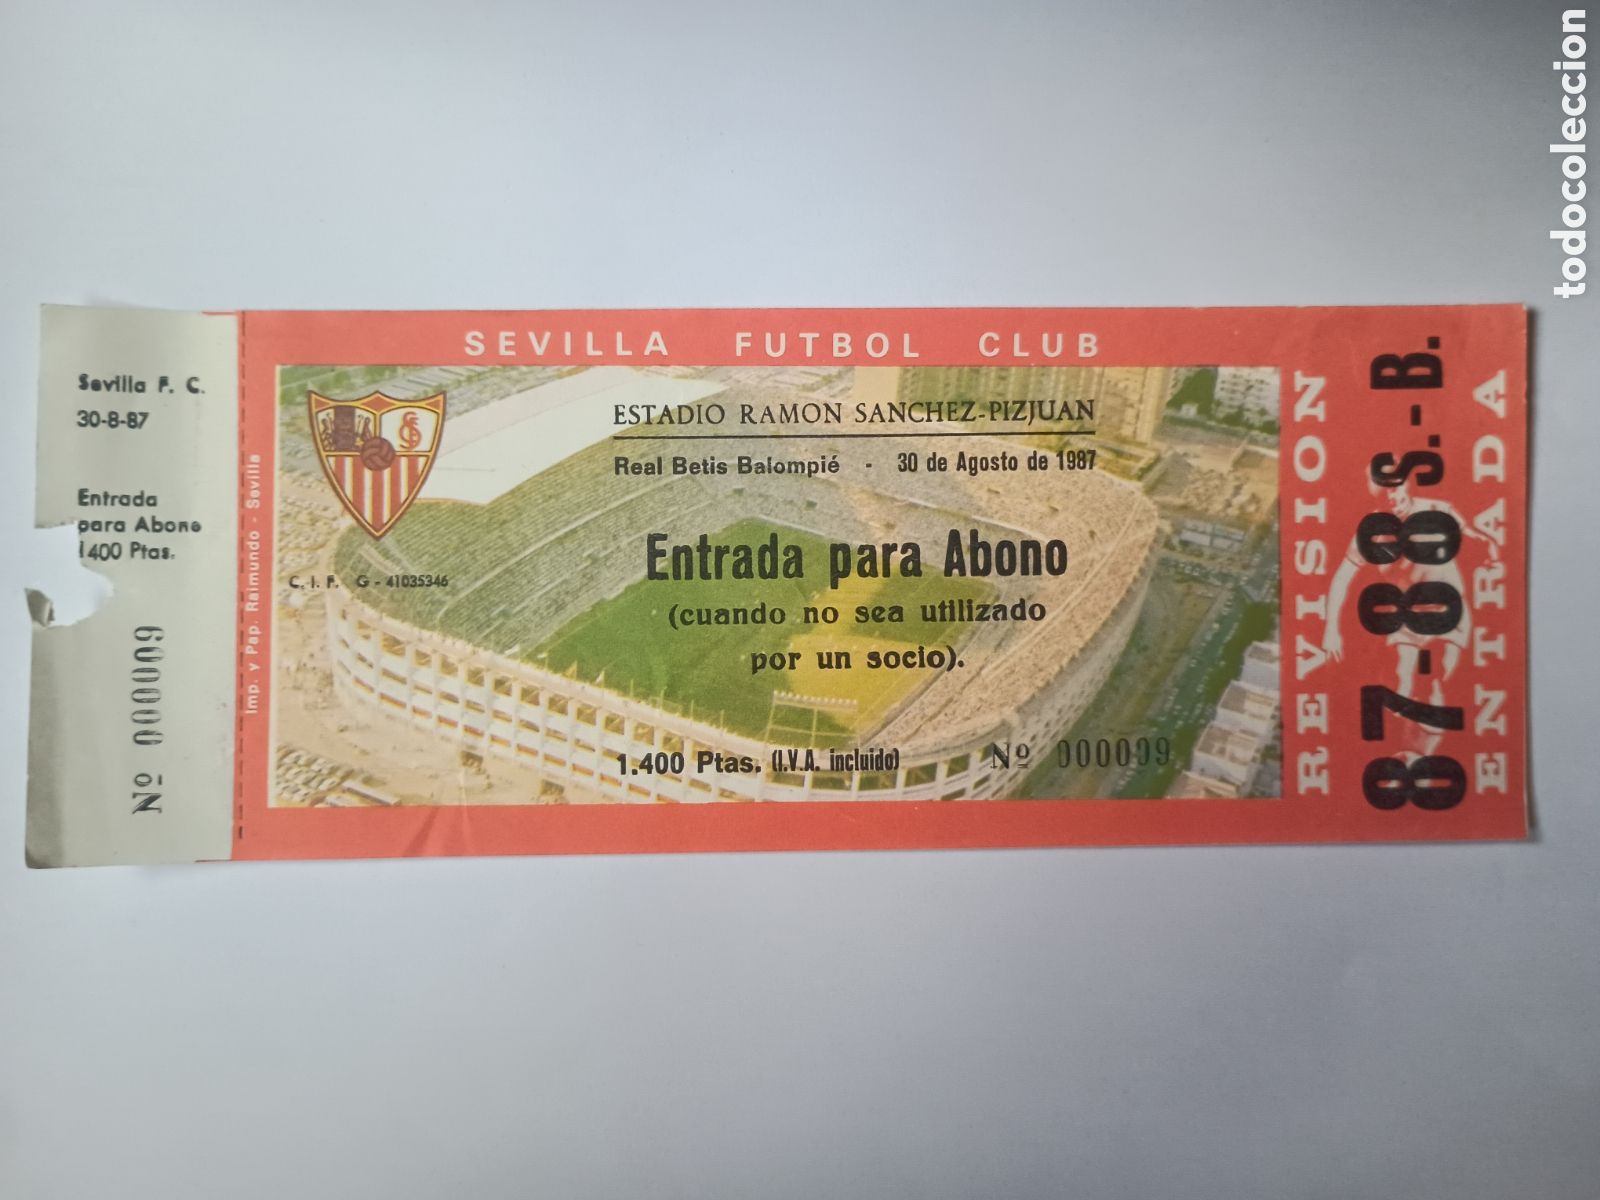 Sevilla F. C.
30-8-87
Entrada
para Abono
1400 Ptas.
Nº 000009
Imp. y Pap. Raimundo - Sevilla
SEVILLA FUTBOL CLUB
ESTADIO RAMON SANCHEZ-PIZJUAN
Real Betis Balompié - 30 de Agosto de 1987
Entrada para Abono
(cuando no sea utilizado
por un socio).
C. I. F. G - 41035346
1.400 Ptas. (I.V.A. incluido)
Nº 000009
REVISION
87-88 S.-B.
ENTRADA
todocoleccion